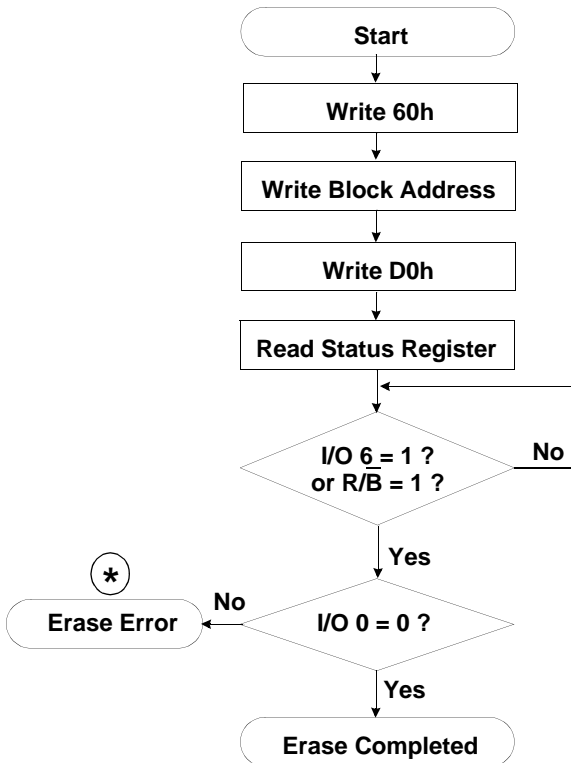 Start
Write 60h
Write Block Address
Write D0h
Read Status Register
I/O 6 = 1 ?
or R/B̅ = 1 ?
No
Yes
*
No
Erase Error
I/O 0 = 0 ?
Yes
Erase Completed